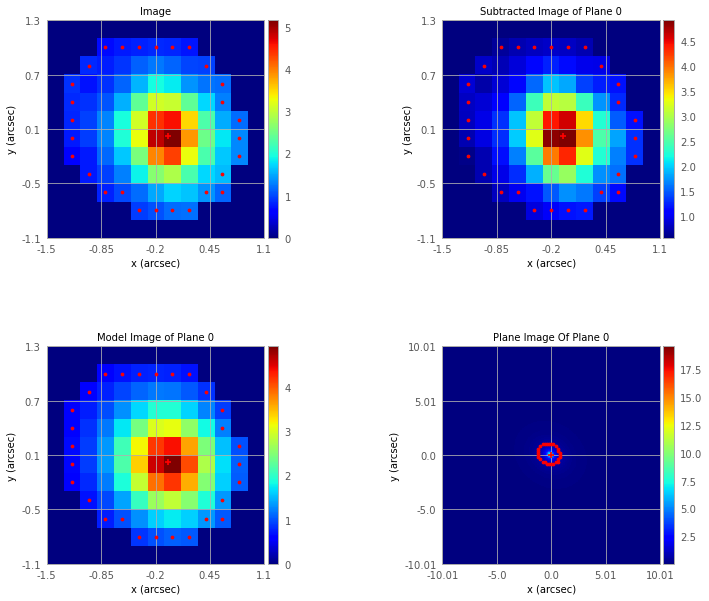 Image
1.3
0.7
0.1
-0.5
-1.1
y (arcsec)
-1.5 -0.85 -0.2 0.45 1.1
x (arcsec)
5
4
3
2
1
0
Subtracted Image of Plane 0
1.3
0.7
0.1
-0.5
-1.1
y (arcsec)
-1.5 -0.85 -0.2 0.45 1.1
x (arcsec)
4.5
4.0
3.5
3.0
2.5
2.0
1.5
1.0
Model Image of Plane 0
1.3
0.7
0.1
-0.5
-1.1
y (arcsec)
-1.5 -0.85 -0.2 0.45 1.1
x (arcsec)
4
3
2
1
0
Plane Image Of Plane 0
10.01
5.01
0.0
-5.0
-10.01
y (arcsec)
-10.01 -5.0 0.0 5.01 10.01
x (arcsec)
17.5
15.0
12.5
10.0
7.5
5.0
2.5